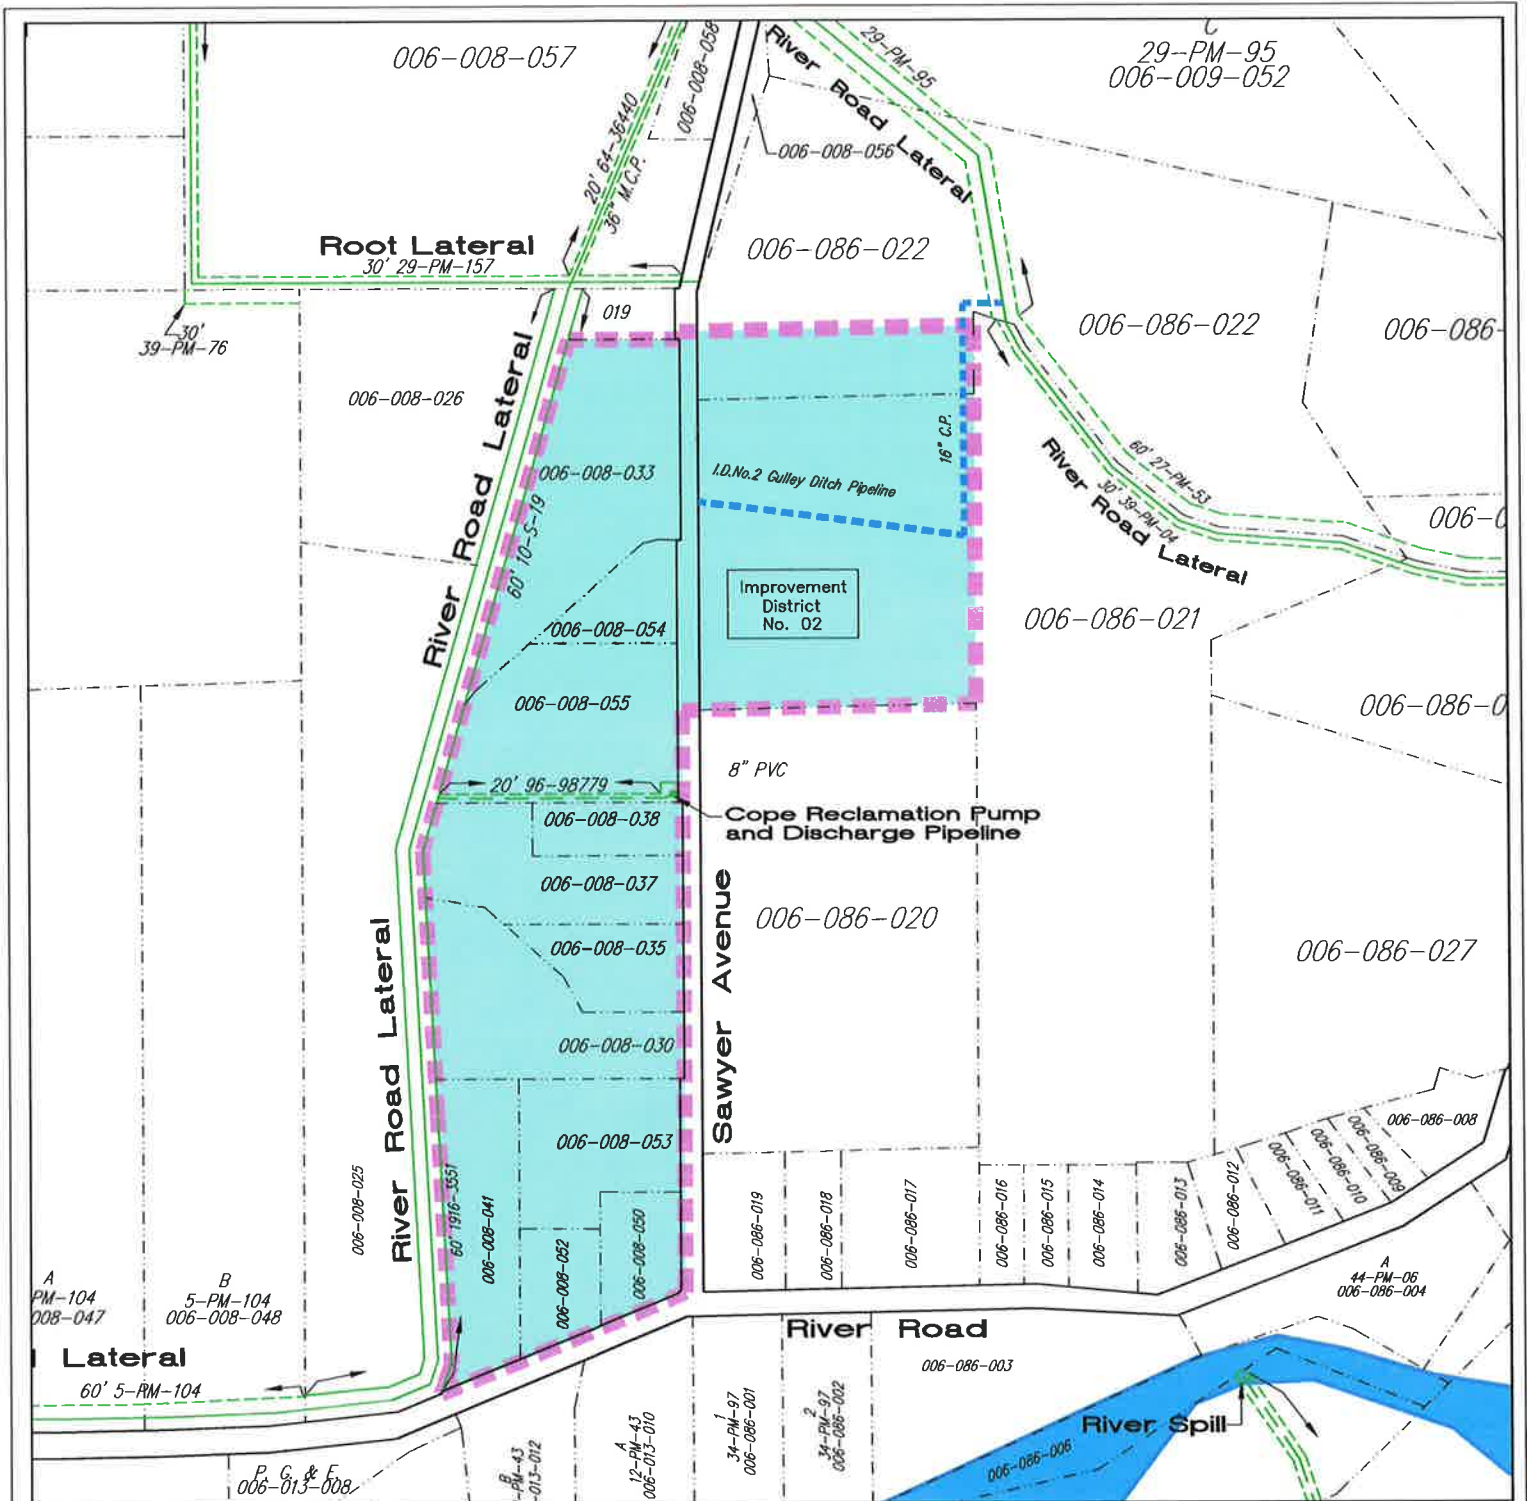 006-008-057
006-008-058
20' 64-36440
36" M.C.P.
River Road Lateral
29-PM-95
29-PM-95
006-009-052
006-008-056
006-086-022
Root Lateral
30' 29-PM-157
30'
39-PM-76
019
006-086-022
006-086-
006-008-026
River Road Lateral
60' 10-S-19
006-008-033
16" C.P.
I.D.No.2 Gulley Ditch Pipeline
60' 27-PM-53
30' 39-PM-04
River Road Lateral
Improvement
District
No. 02
006-008-054
006-086-021
006-008-055
8" PVC
20' 96-98779
Cope Reclamation Pump
and Discharge Pipeline
006-008-038
006-008-037
006-008-035
Sawyer Avenue
006-086-020
006-086-027
River Road Lateral
006-008-030
006-008-053
006-008-025
60' 1916-3551
006-008-041
006-008-052
006-008-050
006-086-019
006-086-018
006-086-017
006-086-016
006-086-015
006-086-014
006-086-013
006-086-012
006-086-011
006-086-010
006-086-009
006-086-008
A
PM-104
008-047
B
5-PM-104
006-008-048
A
44-PM-06
006-086-004
Lateral
60' 5-PM-104
River Road
006-086-003
P. G. & E.
006-013-008
B
-PM-43
-013-012
A
12-PM-43
006-013-010
1
34-PM-97
006-086-001
2
34-PM-97
006-086-002
River Spill
006-086-006